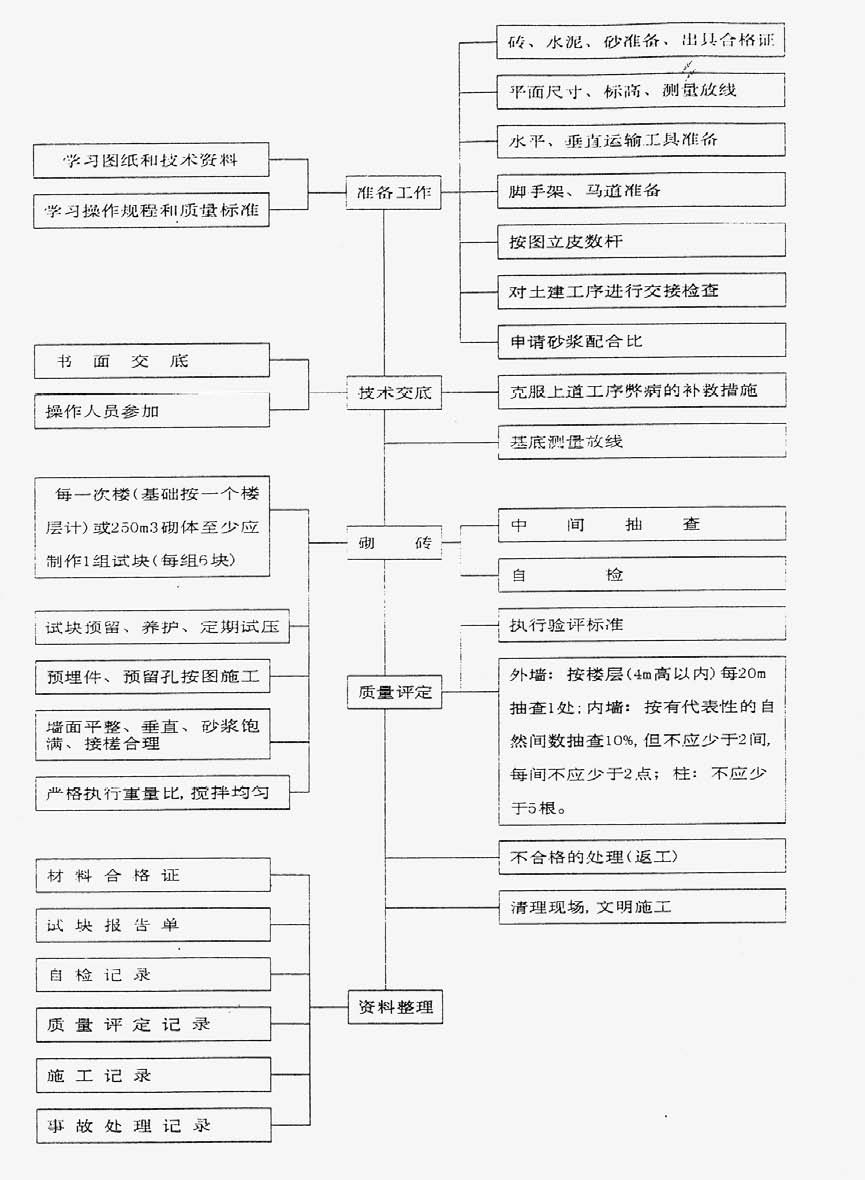 砖、水泥、砂准备、出具合格证
平面尺寸、标高、测量放线
水平、垂直运输工具准备
学习图纸和技术资料
准备工作
脚手架、马道准备
学习操作规程和质量标准
按图立皮数杆
对土建工序进行交接检查
申请砂浆配合比
书面交底
技术交底
克服上道工序弊病的补救措施
操作人员参加
基底测量放线
每一次楼(基础按一个楼
层计)或250m3砌体至少应
制作1组试块(每组6块)
砌砖
中间抽查
自检
试块预留、养护、定期试压
执行验评标准
预埋件、预留孔按图施工
质量评定
外墙：按楼层(4m高以内)每20m
抽查1处;内墙：按有代表性的自
然间数抽查10%,但不应少于2间,
每间不应少于2点；柱：不应少
于5根。
墙面平整、垂直、砂浆饱
满、接槎合理
严格执行重量比,搅拌均匀
不合格的处理(返工)
材料合格证
清理现场,文明施工
试块报告单
自检记录
资料整理
质量评定记录
施工记录
事故处理记录